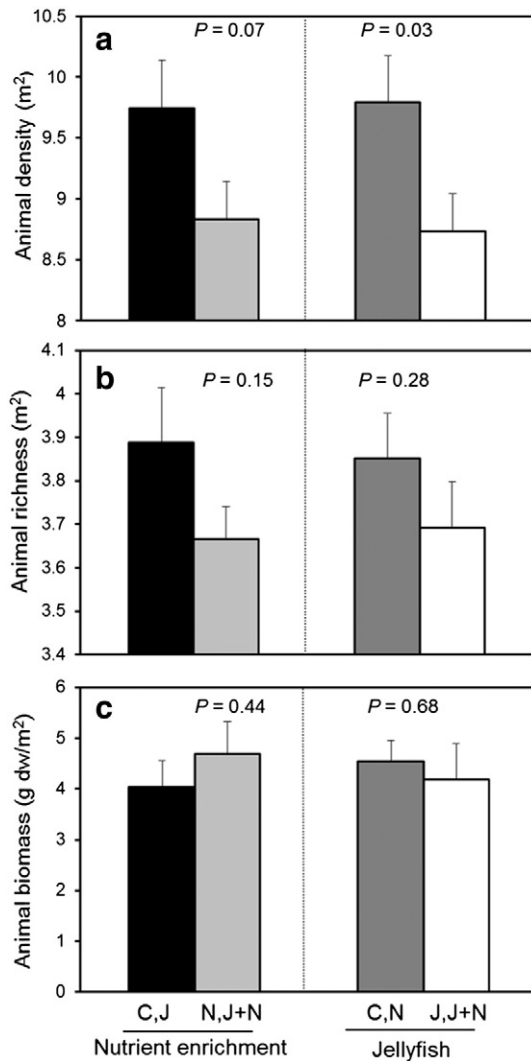 a
P = 0.07
P = 0.03
Animal density (m²)
10.5
10
9.5
9
8.5
8
b
P = 0.15
P = 0.28
Animal richness (m²)
4.1
4
3.9
3.8
3.7
3.6
3.5
3.4
c
P = 0.44
P = 0.68
Animal biomass (g dw/m²)
6
5
4
3
2
1
0
C,J N,J+N C,N J,J+N
Nutrient enrichment Jellyfish